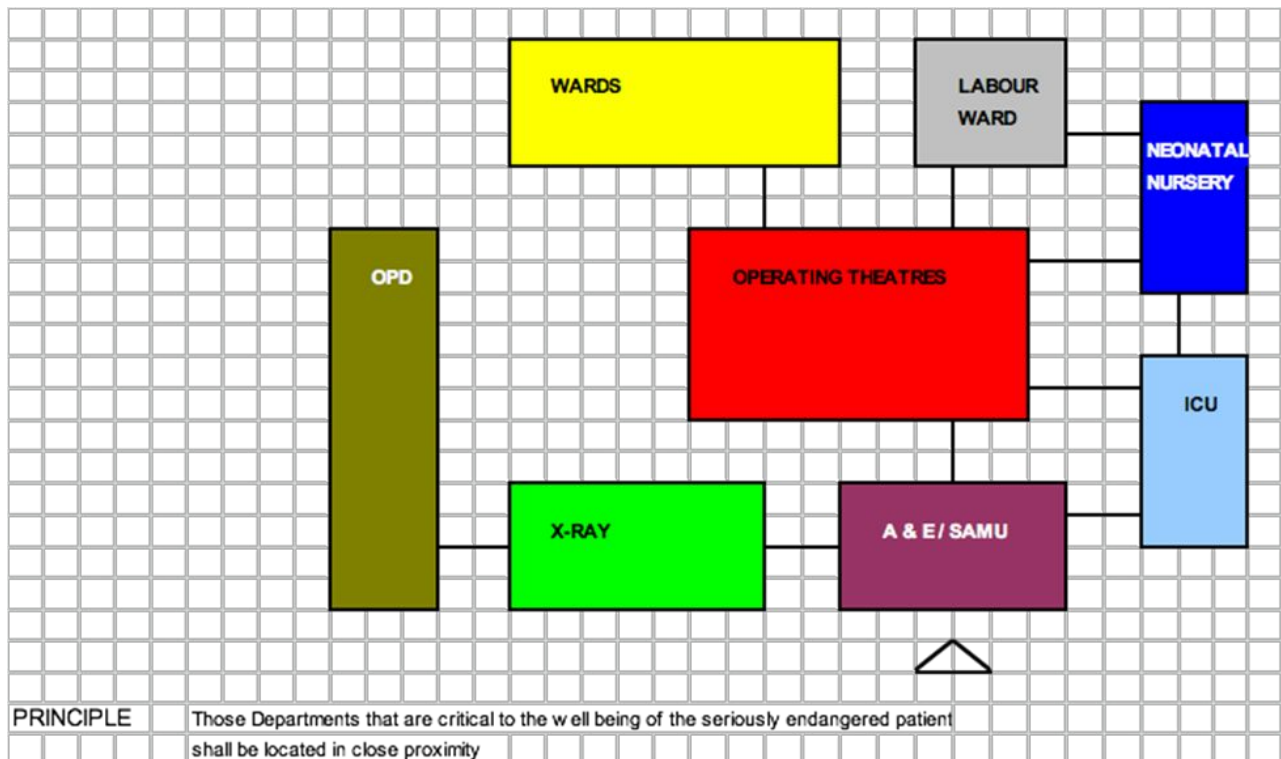 WARDS
LABOUR
WARD
NEONATAL
NURSERY
OPD
OPERATING THEATRES
ICU
X-RAY
A & E / SAMU
PRINCIPLE
Those Departments that are critical to the well being of the seriously endangered patient
shall be located in close proximity